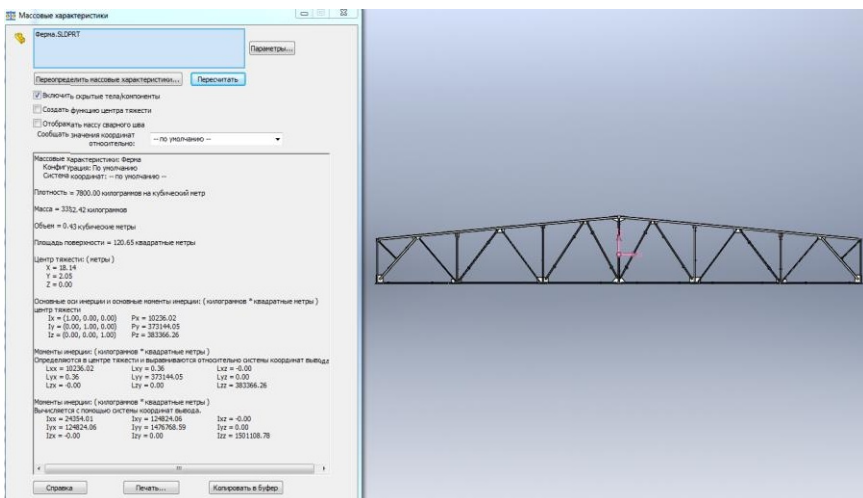 Массовые характеристики
Ферма.SLDPRT
Параметры...
Переопределить массовые характеристики...
Пересчитать
Включить скрытые тела/компоненты
Создать функцию центра тяжести
Отображать массу сварного шва
Сообщать значения координат относительно:
-- по умолчанию --
Массовые характеристики: Ферма
Конфигурация: По умолчанию
Система координат: -- по умолчанию --
Плотность = 7800.00 килограммов на кубический метр
Масса = 3352.42 килограммов
Объем = 0.43 кубические метры
Площадь поверхности = 120.65 квадратные метры
Центр тяжести: ( метры )
X = 18.14
Y = 2.05
Z = 0.00
Основные оси инерции и основные моменты инерции: ( килограммов * квадратные метры )
центр тяжести
Ix = (1.00, 0.00, 0.00) Px = 10236.02
Iy = (0.00, 1.00, 0.00) Py = 373144.05
Iz = (0.00, 0.00, 1.00) Pz = 383366.26
Моменты инерции: ( килограммов * квадратные метры )
Определяются в центре тяжести и выравниваются относительно системы координат вывода
Lxx = 10236.02 Lxy = 0.36 Lxz = -0.00
Lyx = 0.36 Lyy = 373144.05 Lyz = 0.00
Lzx = -0.00 Lzy = 0.00 Lzz = 383366.26
Моменты инерции: ( килограммов * квадратные метры )
Вычисляется с помощью системы координат вывода.
Ixx = 24354.01 Ixy = 124824.06 Ixz = -0.00
Iyx = 124824.06 Iyy = 1476768.59 Iyz = 0.00
Izx = -0.00 Izy = 0.00 Izz = 1501108.78
Справка
Печать...
Копировать в буфер